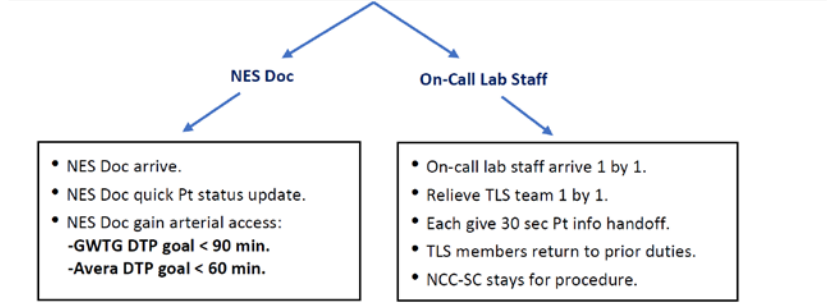 NES Doc
On-Call Lab Staff
• NES Doc arrive.
• NES Doc quick Pt status update.
• NES Doc gain arterial access:
-GWTG DTP goal < 90 min.
-Avera DTP goal < 60 min.
• On-call lab staff arrive 1 by 1.
• Relieve TLS team 1 by 1.
• Each give 30 sec Pt info handoff.
• TLS members return to prior duties.
• NCC-SC stays for procedure.